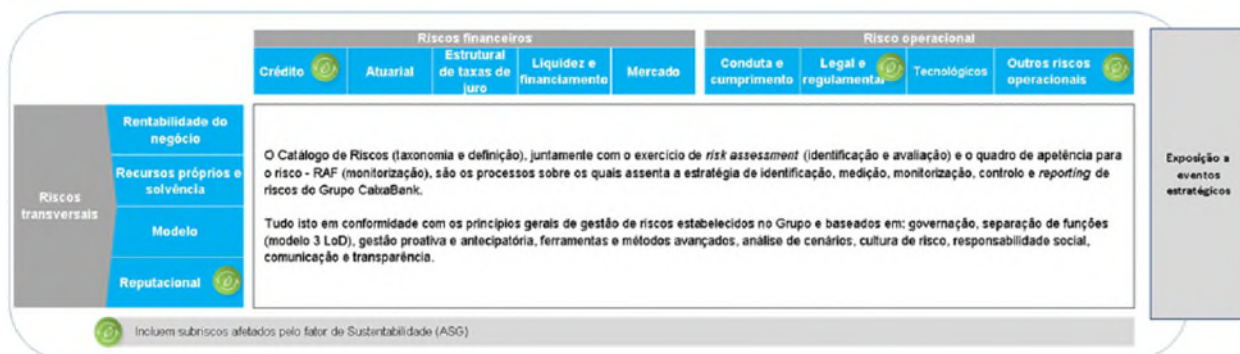 Riscos financeiros
Risco operacional
Crédito
Atuarial
Estrutural
de taxas de
juro
Liquidez e
financiamento
Mercado
Conduta e
cumprimento
Legal e
regulamentar
Tecnológicos
Outros riscos
operacionais
Riscos
transversais
Rentabilidade do
negócio
Recursos próprios e
solvência
Modelo
Reputacional
O Catálogo de Riscos (taxonomia e definição), juntamente com o exercício de risk assessment (identificação e avaliação) e o quadro de apetência para
o risco - RAF (monitorização), são os processos sobre os quais assenta a estratégia de identificação, medição, monitorização, controlo e reporting de
riscos do Grupo CaixaBank.
Tudo isto em conformidade com os princípios gerais de gestão de riscos estabelecidos no Grupo e baseados em: governação, separação de funções
(modelo 3 LoD), gestão proativa e antecipatória, ferramentas e métodos avançados, análise de cenários, cultura de risco, responsabilidade social,
comunicação e transparência.
Exposição a
eventos
estratégicos
Incluem subriscos afetados pelo fator de Sustentabilidade (ASG)